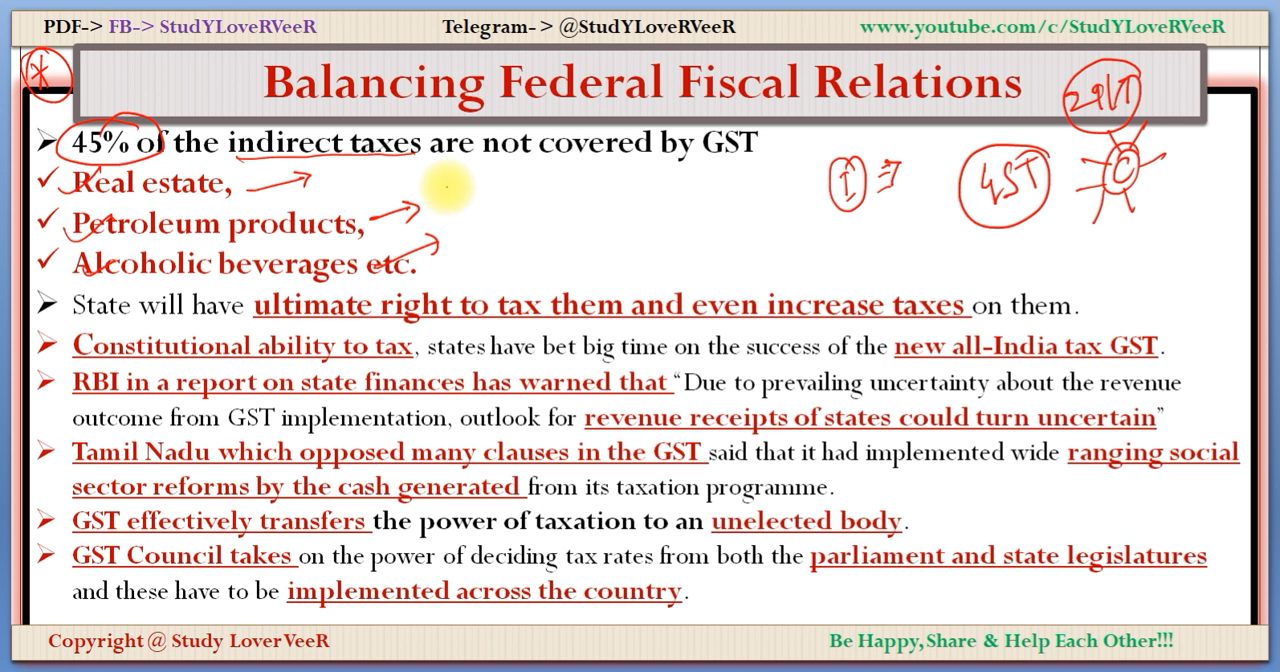 PDF-> FB-> StudYLoveRVeeR Telegram- > @StudYLoveRVeeR www.youtube.com/c/StudYLoveRVeeR
Balancing Federal Fiscal Relations
45% of the indirect taxes are not covered by GST
Real estate,
Petroleum products,
Alcoholic beverages etc.
GST
C
I
State will have ultimate right to tax them and even increase taxes on them.
Constitutional ability to tax, states have bet big time on the success of the new all-India tax GST.
RBI in a report on state finances has warned that “Due to prevailing uncertainty about the revenue
outcome from GST implementation, outlook for revenue receipts of states could turn uncertain”
Tamil Nadu which opposed many clauses in the GST said that it had implemented wide ranging social
sector reforms by the cash generated from its taxation programme.
GST effectively transfers the power of taxation to an unelected body.
GST Council takes on the power of deciding tax rates from both the parliament and state legislatures
and these have to be implemented across the country.
Copyright @ Study LoverVeeR Be Happy,Share & Help Each Other!!!